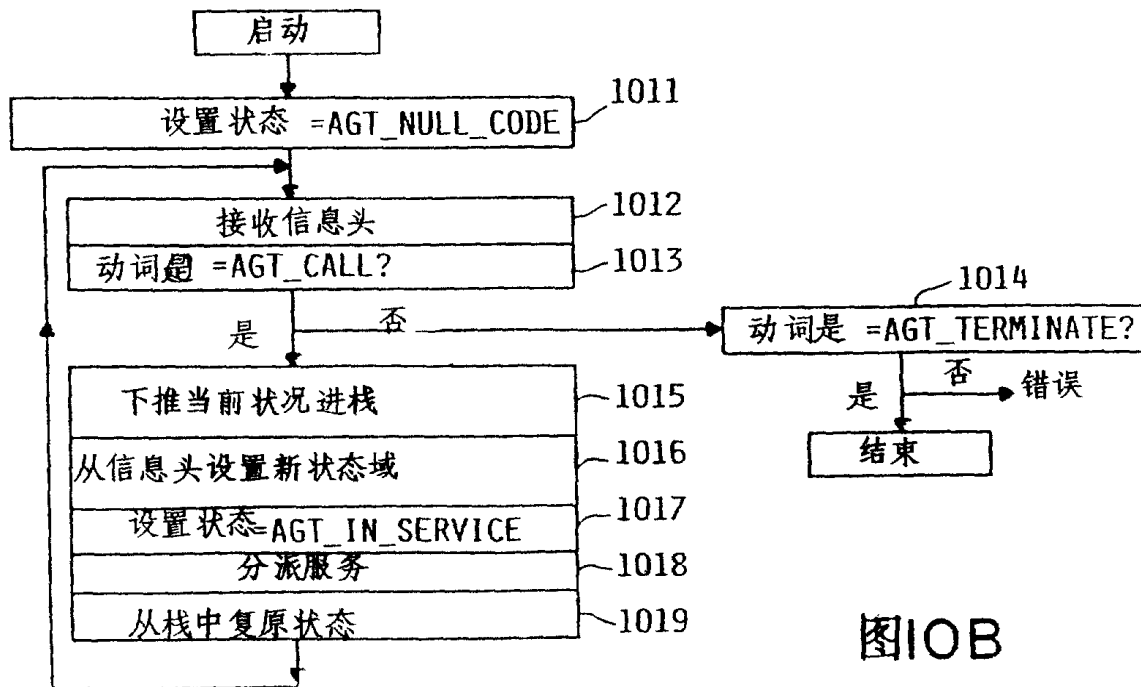 启动
设置状态 =AGT_NULL_CODE
1011
接收信息头
1012
动词是 =AGT_CALL?
1013
是
否
1014
动词是 =AGT_TERMINATE?
是
否
错误
结束
下推当前状况进栈
1015
从信息头设置新状态域
1016
设置状态=AGT_IN_SERVICE
1017
分派服务
1018
从栈中复原状态
1019
图10B